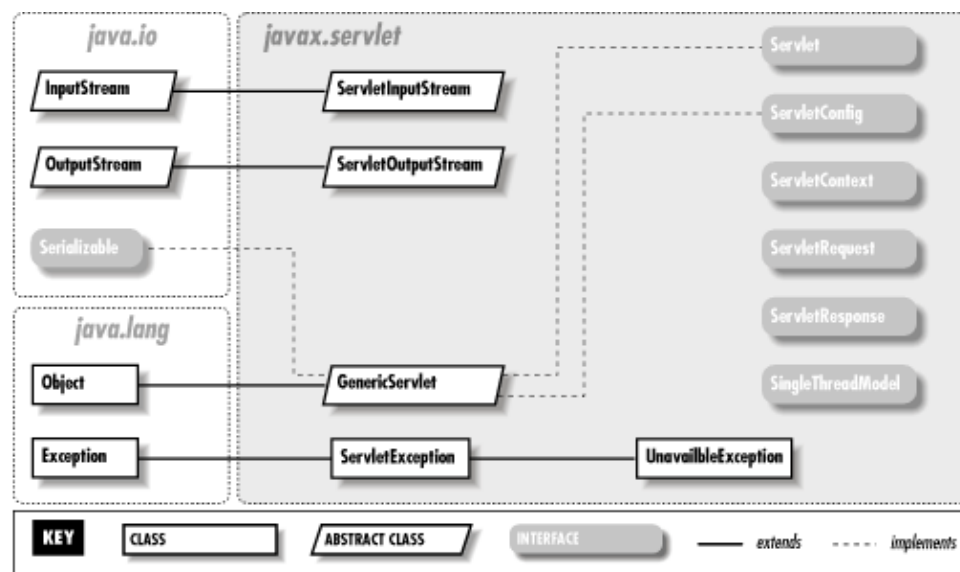 java.io
InputStream
OutputStream
Serializable
java.lang
Object
Exception
javax.servlet
ServletInputStream
ServletOutputStream
GenericServlet
ServletException
UnavailbleException
Servlet
ServletConfig
ServletContext
ServletRequest
ServletResponse
SingleThreadModel
KEY
CLASS
ABSTRACT CLASS
INTERFACE
extends
implements